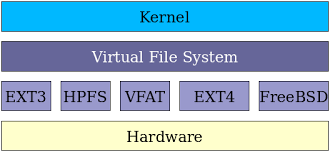 Kernel
Virtual File System
EXT3 HPFS VFAT EXT4 FreeBSD
Hardware